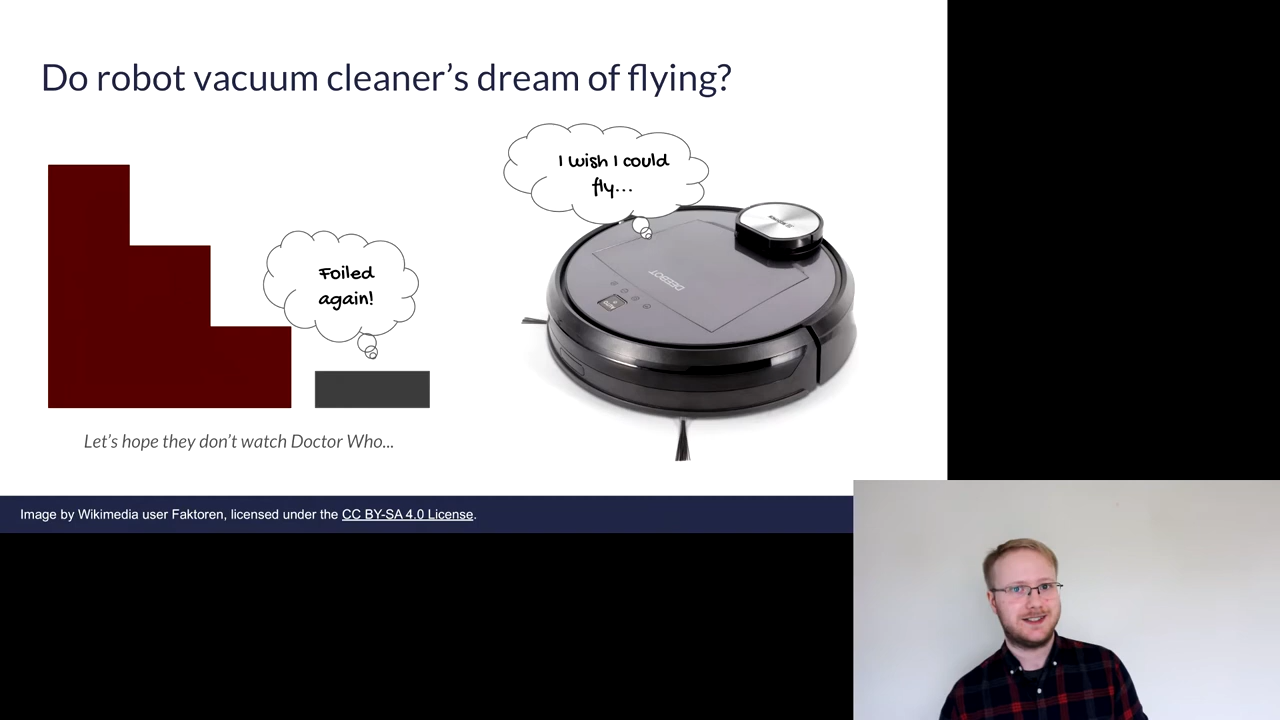 Do robot vacuum cleaner’s dream of flying?
I wish I could
fly...
Foiled
again!
DEEBOT
Let’s hope they don’t watch Doctor Who...
Image by Wikimedia user Faktoren, licensed under the CC BY-SA 4.0 License.